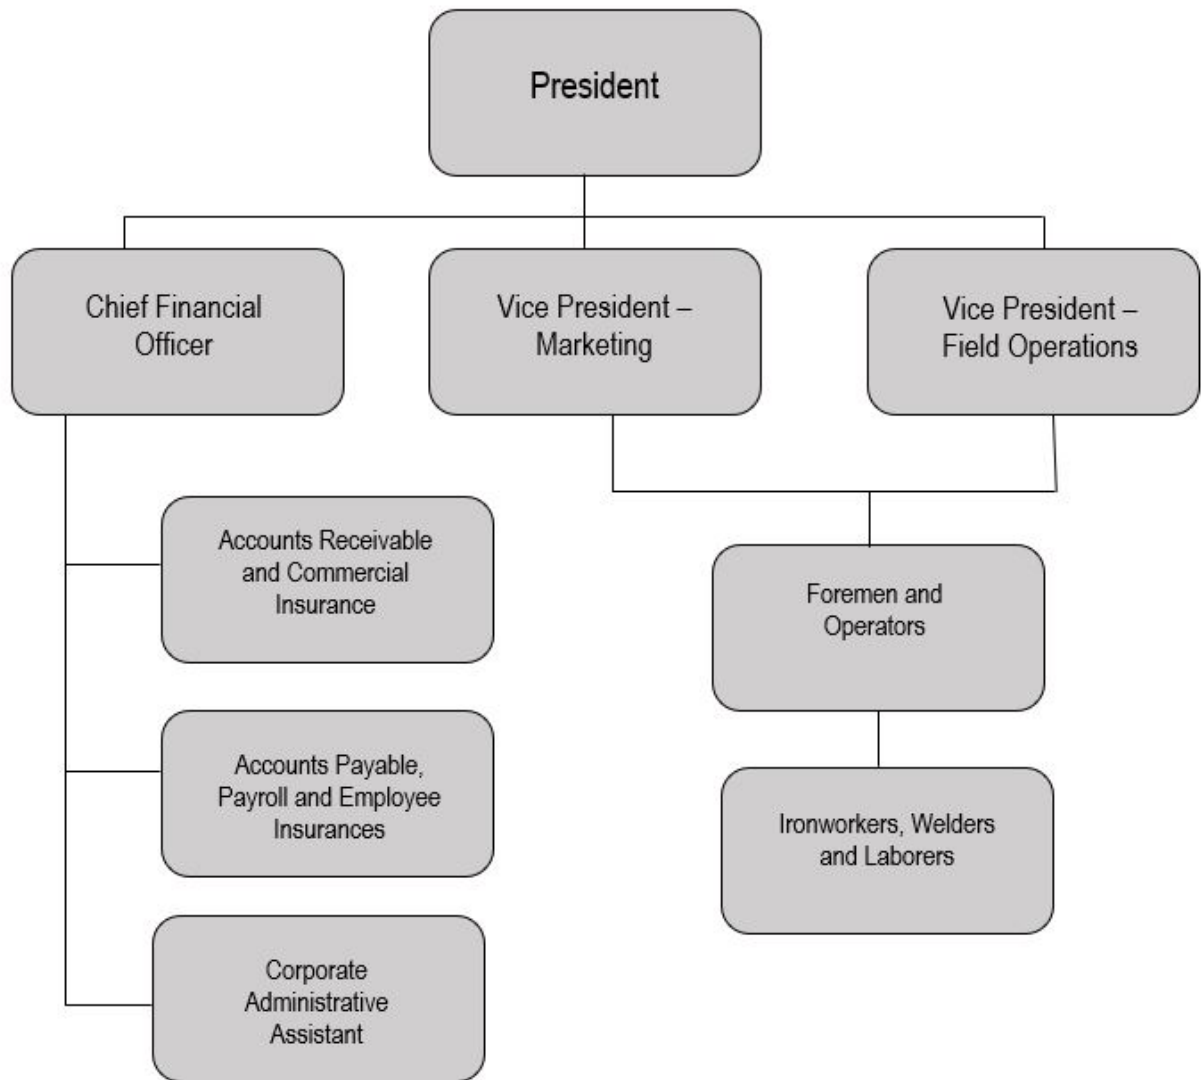 President
Chief Financial
Officer
Vice President –
Marketing
Vice President –
Field Operations
Accounts Receivable
and Commercial
Insurance
Foremen and
Operators
Accounts Payable,
Payroll and Employee
Insurances
Ironworkers, Welders
and Laborers
Corporate
Administrative
Assistant